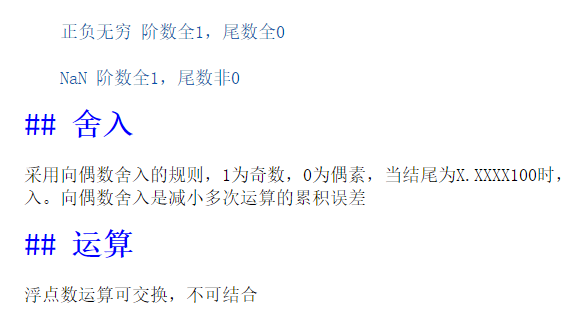 正负无穷 阶数全1，尾数全0
NaN 阶数全1，尾数非0
## 舍入
采用向偶数舍入的规则，1为奇数，0为偶素，当结尾为X.XXXX100时，
入。向偶数舍入是减小多次运算的累积误差
## 运算
浮点数运算可交换，不可结合